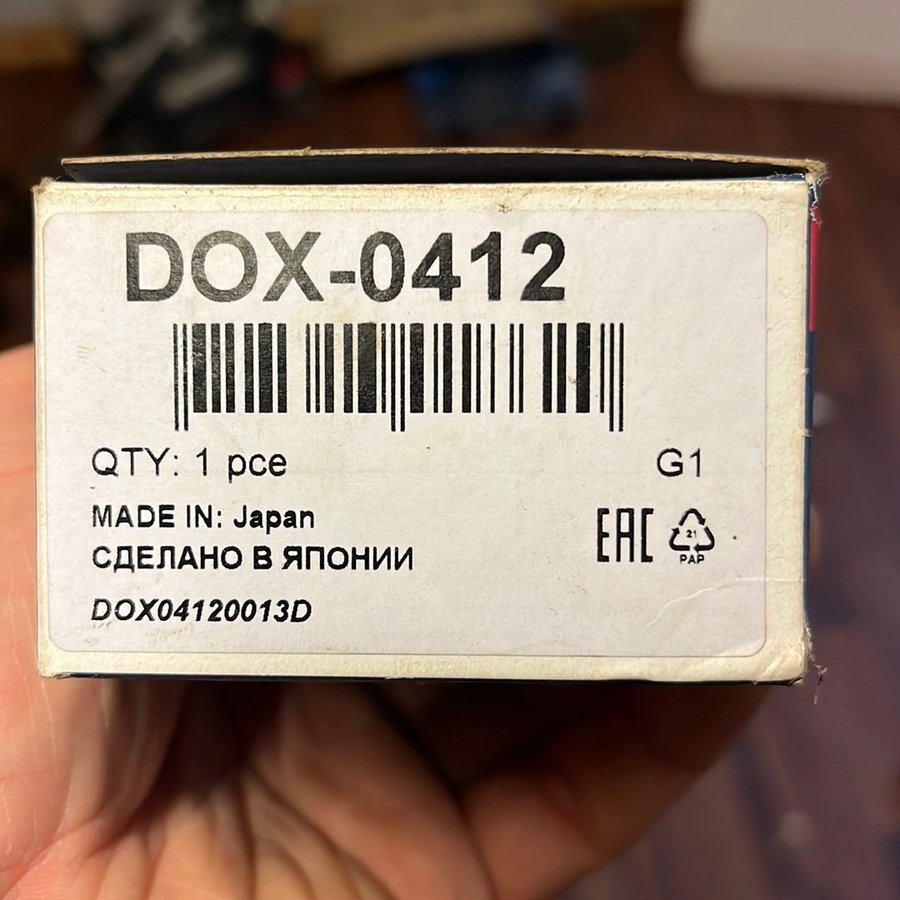 DOX-0412
QTY: 1 pce
G1
MADE IN: Japan
СДЕЛАНО В ЯПОНИИ
EAC
21
PAP
DOX04120013D